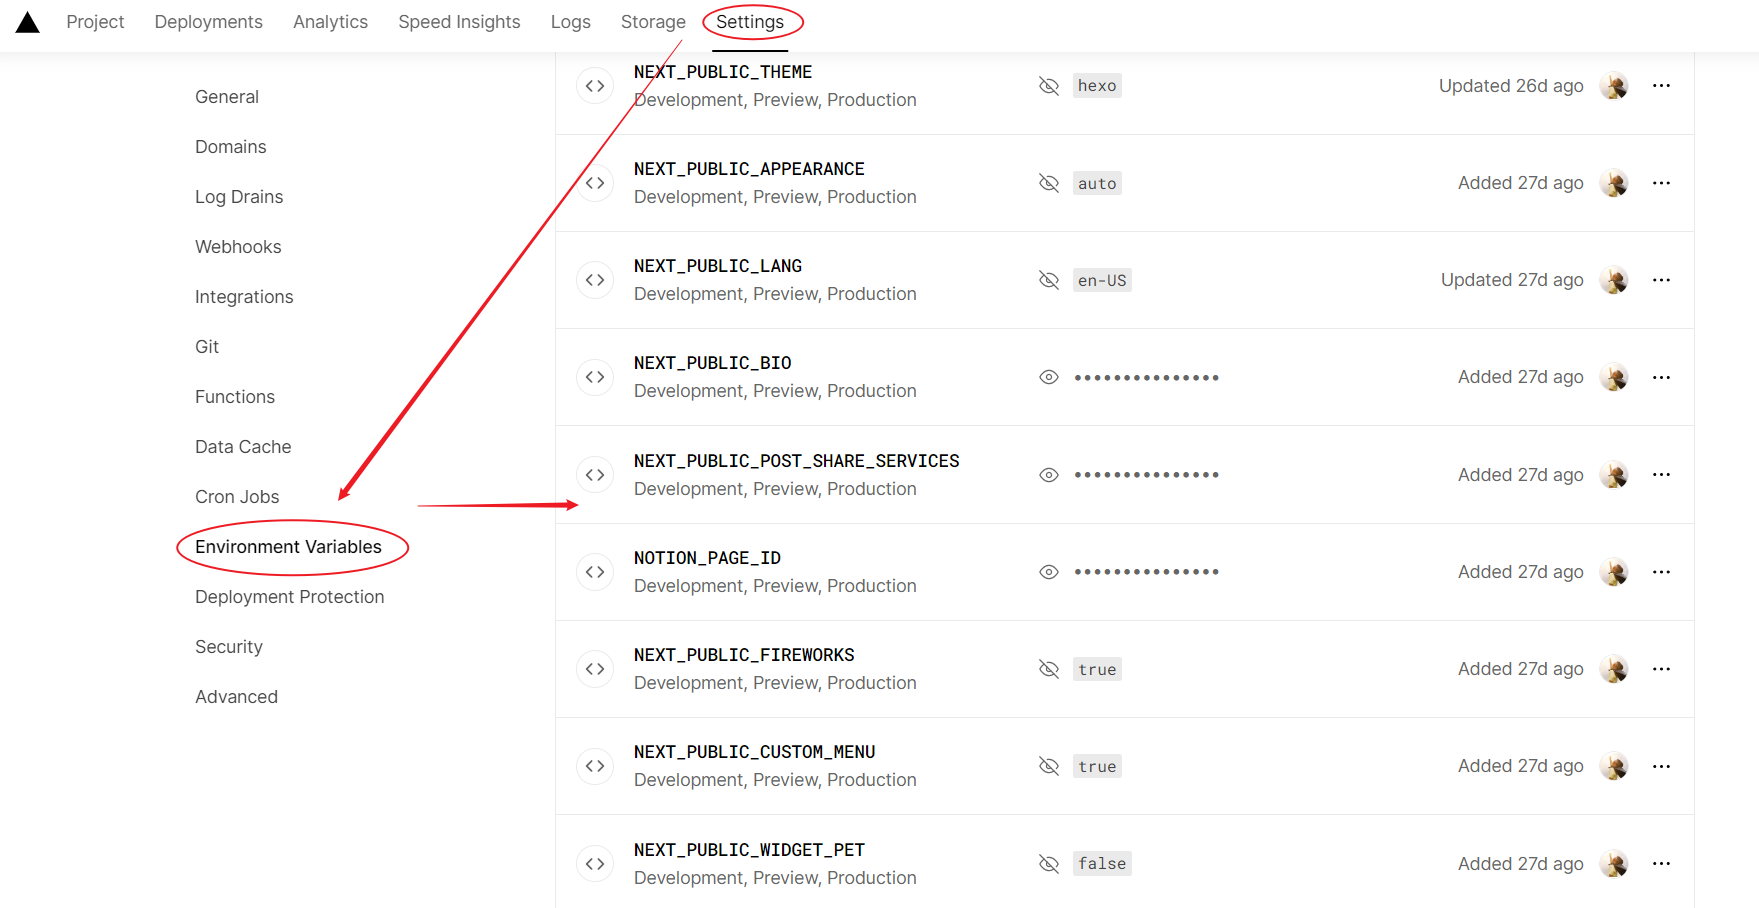 Project Deployments Analytics Speed Insights Logs Storage Settings
General
Domains
Log Drains
Webhooks
Integrations
Git
Functions
Data Cache
Cron Jobs
Environment Variables
Deployment Protection
Security
Advanced
NEXT_PUBLIC_THEME
Development, Preview, Production
hexo
Updated 26d ago
NEXT_PUBLIC_APPEARANCE
Development, Preview, Production
auto
Added 27d ago
NEXT_PUBLIC_LANG
Development, Preview, Production
en-US
Updated 27d ago
NEXT_PUBLIC_BIO
Development, Preview, Production
•••••••••••••••
Added 27d ago
NEXT_PUBLIC_POST_SHARE_SERVICES
Development, Preview, Production
•••••••••••••••
Added 27d ago
NOTION_PAGE_ID
Development, Preview, Production
•••••••••••••••
Added 27d ago
NEXT_PUBLIC_FIREWORKS
Development, Preview, Production
true
Added 27d ago
NEXT_PUBLIC_CUSTOM_MENU
Development, Preview, Production
true
Added 27d ago
NEXT_PUBLIC_WIDGET_PET
Development, Preview, Production
false
Added 27d ago